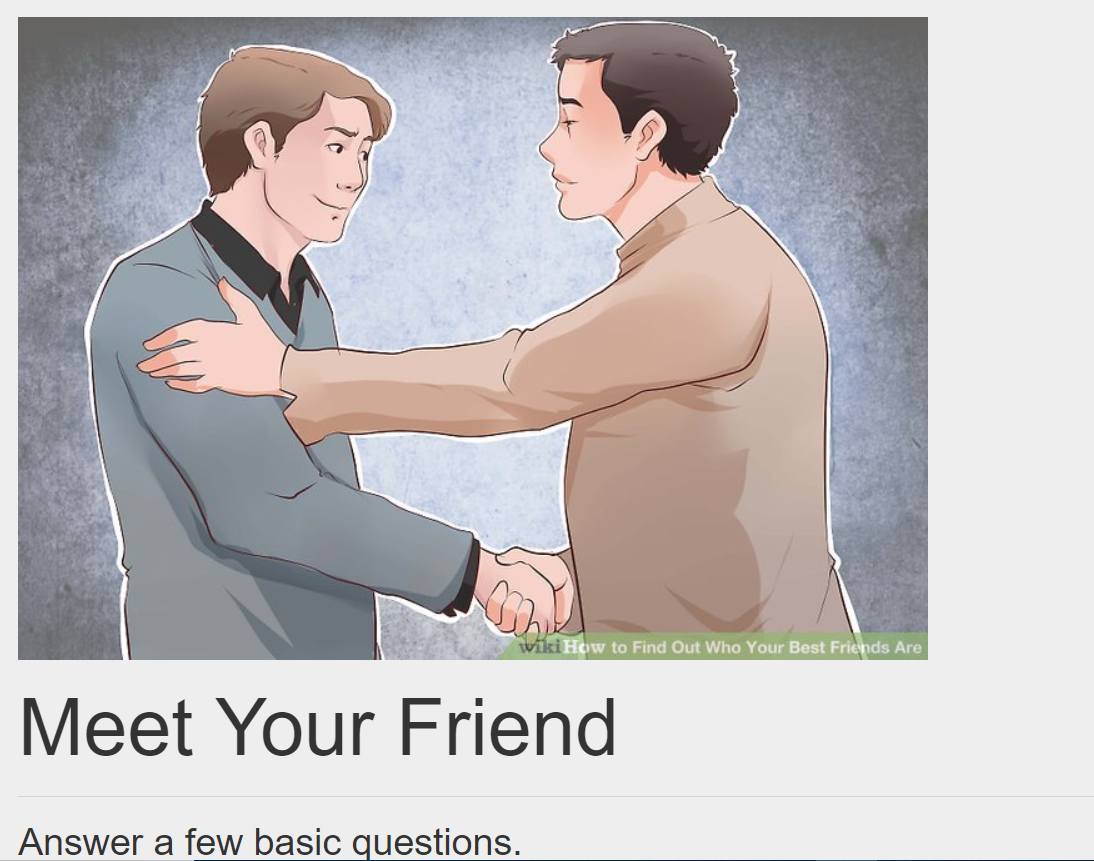 wikiHow to Find Out Who Your Best Friends Are
Meet Your Friend
Answer a few basic questions.